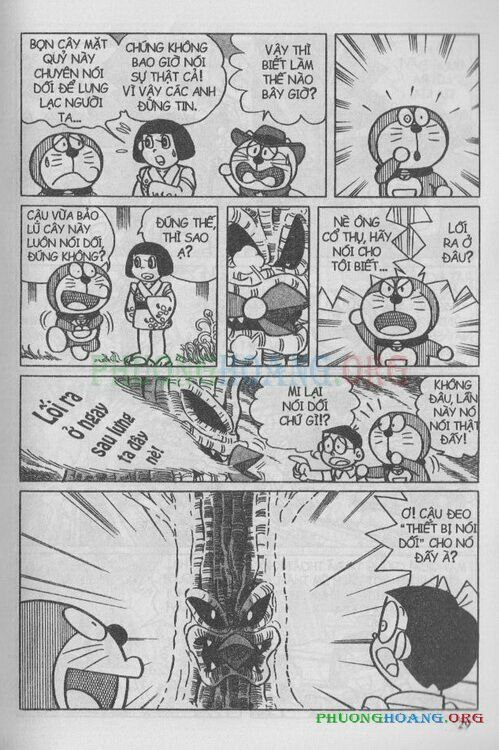 BỌN CÂY MẶT
QUỶ NÀY
CHUYÊN NÓI
DỐI ĐỂ LUNG
LẠC NGƯỜI
TA...
CHÚNG KHÔNG
BAO GIỜ NÓI
SỰ THẬT CẢ!
VÌ VẬY CÁC ANH
ĐỪNG TIN.
VẬY THÌ
BIẾT LÀM
THẾ NÀO
BÂY GIỜ?
CẬU VỪA BẢO
LŨ CÂY NÀY
LUÔN NÓI DỐI,
ĐÚNG KHÔNG?
ĐÚNG THẾ,
THÌ SAO
Ạ?
NÈ ÔNG
CỔ THỤ, HÃY
NÓI CHO
TÔI BIẾT...
LỐI
RA Ở
ĐÂU?
PHUONGHOANG.ORG
Lối ra
ở ngay
sau lưng
ta đây
nè!
MI LẠI
NÓI DỐI
CHỨ
GÌ!?
KHÔNG
ĐÂU, LẦN
NÀY NÓ
NÓI THẬT
ĐẤY!
Ơ! CẬU ĐEO
"THIẾT BỊ NÓI
DỐI" CHO NÓ
ĐẤY À?
29
PHUONGHOANG.ORG